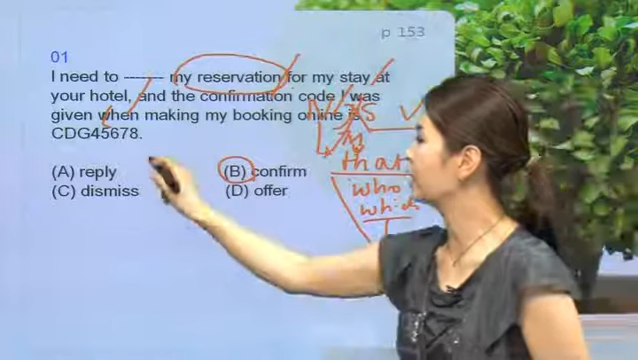 p 153
01
I need to ------- my reservation for my stay at
your hotel, and the confirmation code I was
given when making my booking online is
CDG45678.
(A) reply (B) confirm
(C) dismiss (D) offer
S V
that
who
which